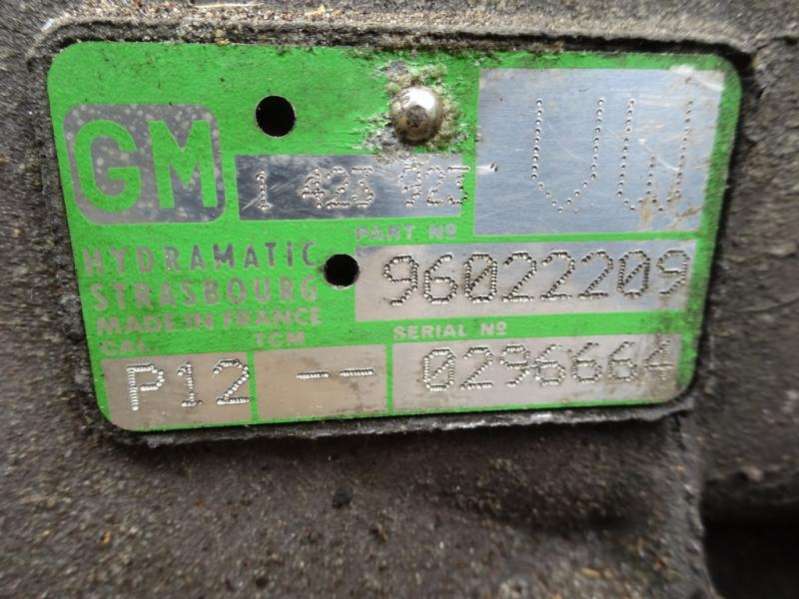 GM
1 423 923
VW
PART Nº
HYDRAMATIC
96022209
STRASBOURG
MADE IN FRANCE
CAL. TCM SERIAL Nº
P12 -- 0296664